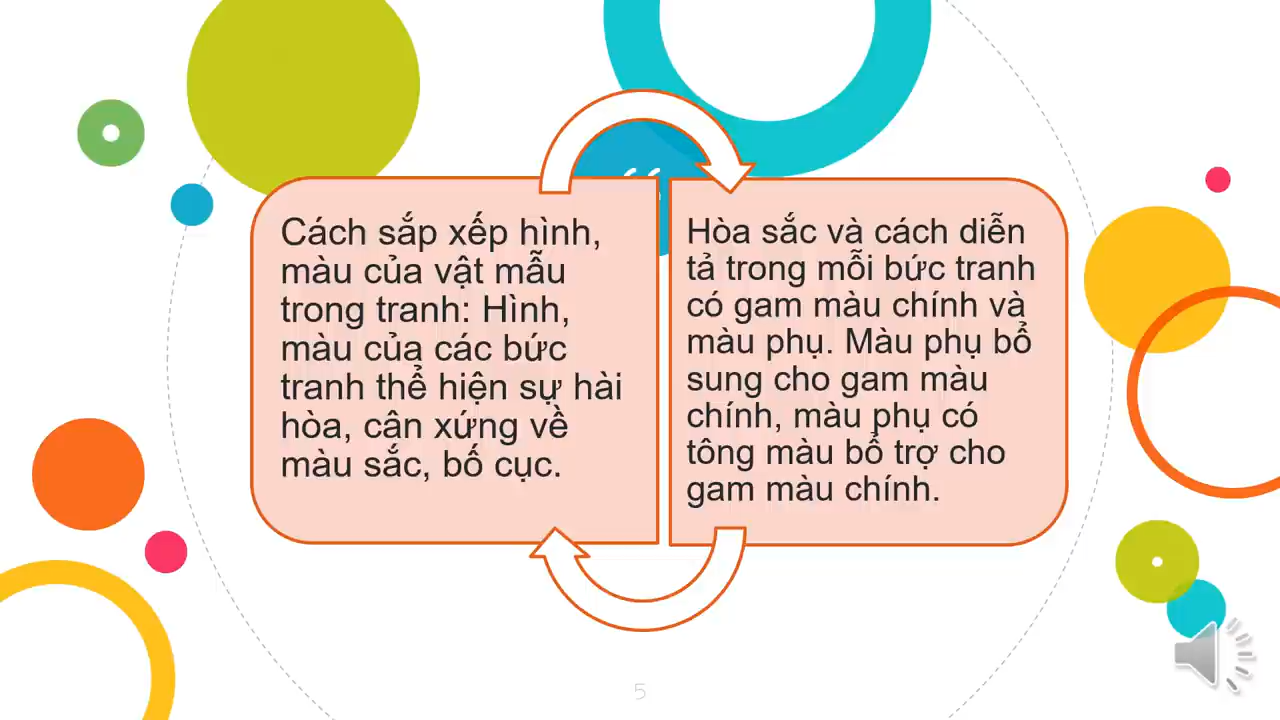 Cách sắp xếp hình,
màu của vật mẫu
trong tranh: Hình,
màu của các bức
tranh thể hiện sự hài
hòa, cân xứng về
màu sắc, bố cục.
Hòa sắc và cách diễn
tả trong mỗi bức tranh
có gam màu chính và
màu phụ. Màu phụ bổ
sung cho gam màu
chính, màu phụ có
tông màu bổ trợ cho
gam màu chính.
5